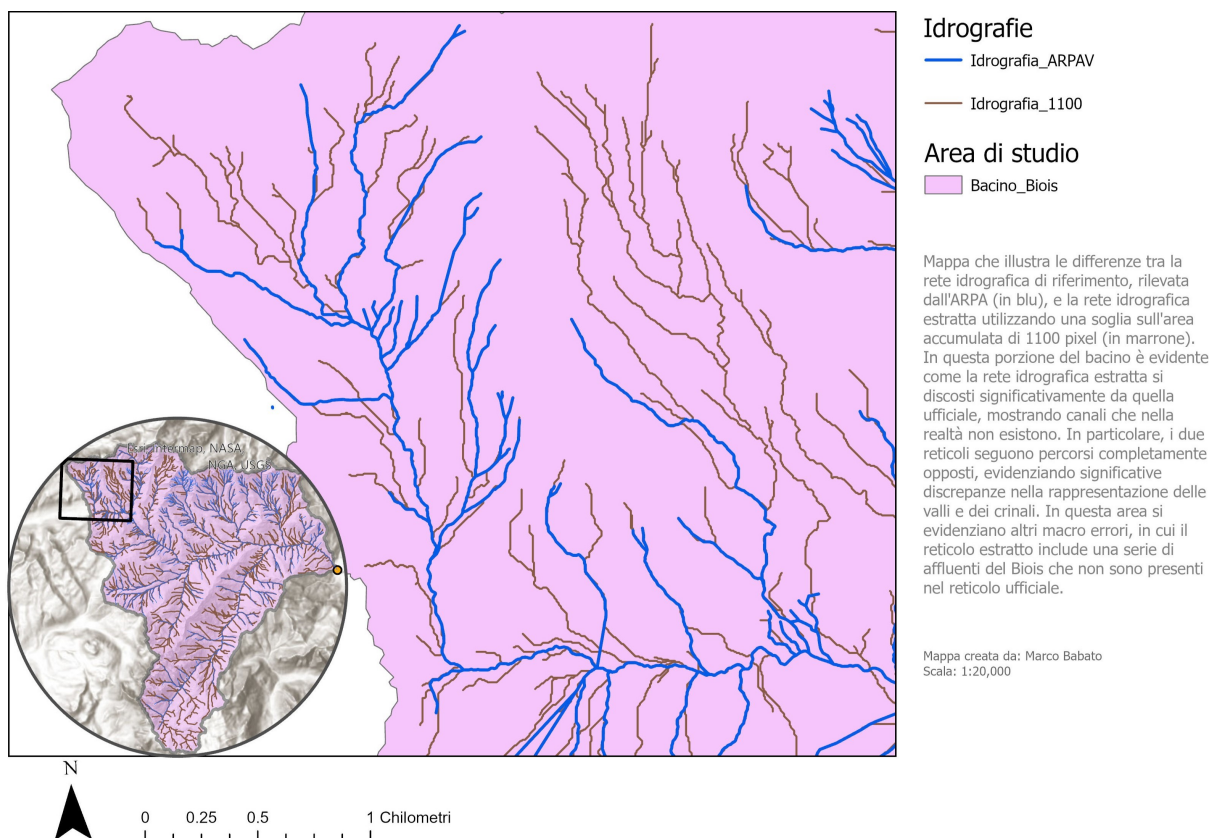 Idrografie
Idrografia_ARPAV
Idrografia_1100
Area di studio
Bacino_Biois
Mappa che illustra le differenze tra la
rete idrografica di riferimento, rilevata
dall'ARPA (in blu), e la rete idrografica
estratta utilizzando una soglia sull'area
accumulata di 1100 pixel (in marrone).
In questa porzione del bacino è evidente
come la rete idrografica estratta si
discosti significativamente da quella
ufficiale, mostrando canali che nella
realtà non esistono. In particolare, i due
reticoli seguono percorsi completamente
opposti, evidenziando significative
discrepanze nella rappresentazione delle
valli e dei crinali. In questa area si
evidenziano altri macro errori, in cui il
reticolo estratto include una serie di
affluenti del Biois che non sono presenti
nel reticolo ufficiale.
Mappa creata da: Marco Babato
Scala: 1:20,000
Esri, Intermap, NASA,
NGA, USGS
N
0 0.25 0.5 1 Chilometri